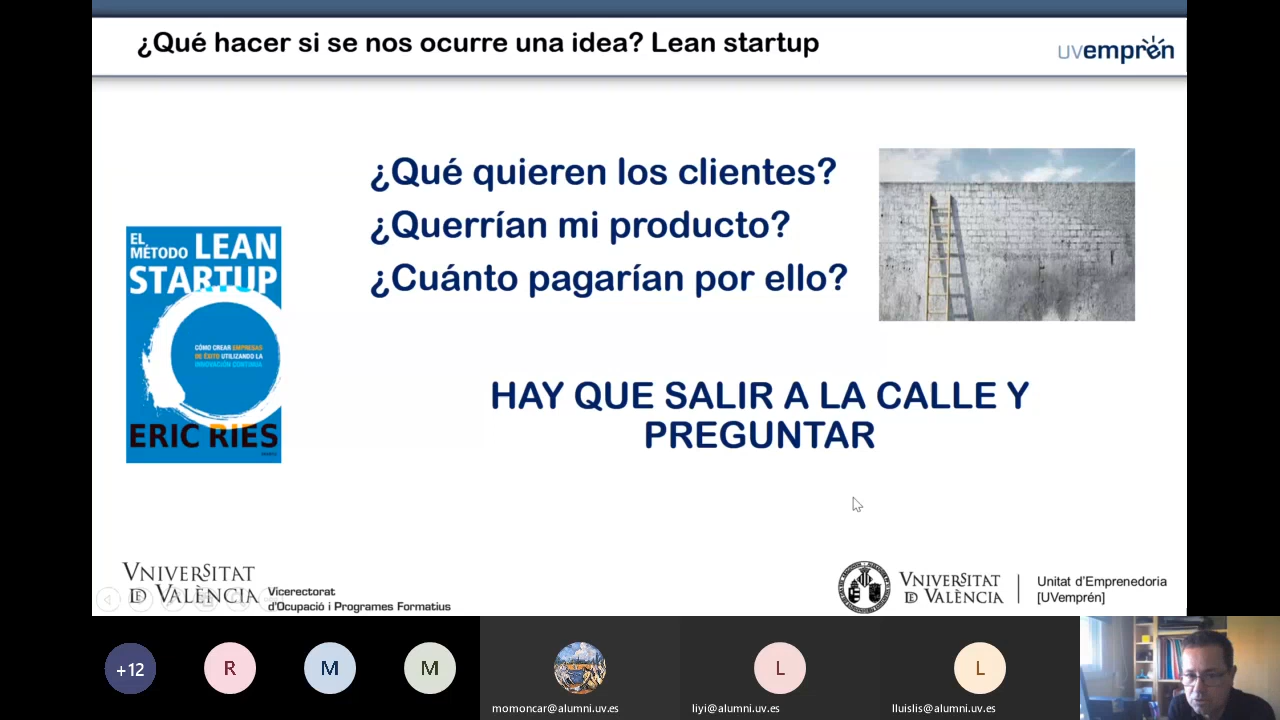 ¿Qué hacer si se nos ocurre una idea? Lean startup
uvemprén
¿Qué quieren los clientes?
¿Querrían mi producto?
¿Cuánto pagarían por ello?
EL
MÉTODO LEAN
STARTUP
CÓMO CREAR EMPRESAS
DE ÉXITO UTILIZANDO LA
INNOVACIÓN CONTINUA
ERIC RIES
HAY QUE SALIR A LA CALLE Y
PREGUNTAR
VNIVERSITAT
D VALÈNCIA
Vicerectorat
d'Ocupació i Programes Formatius
VNIVERSITAT
D VALÈNCIA
Unitat d'Emprenedoria
[UVemprén]
+12
R
M
M
L
L
momoncar@alumni.uv.es
liyi@alumni.uv.es
lluislis@alumni.uv.es